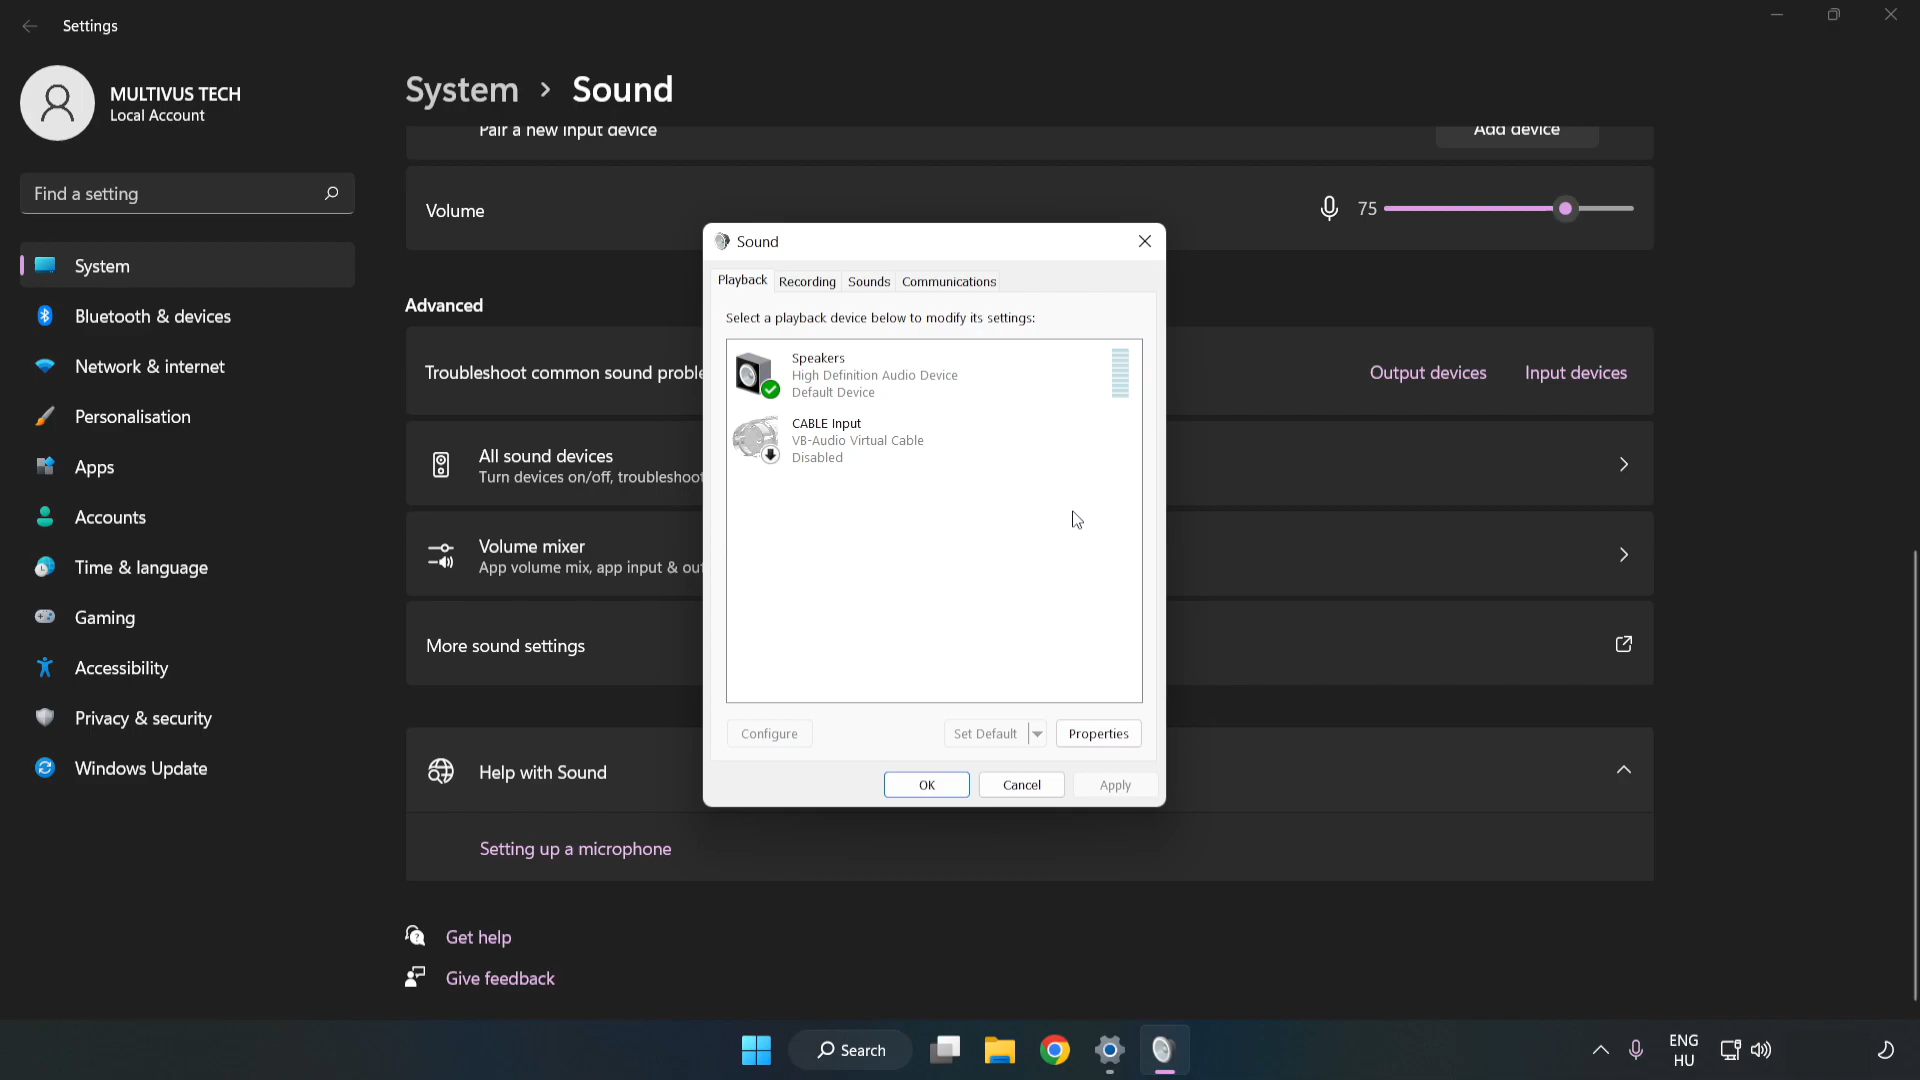 Settings
MULTIVUS TECH
Local Account
Find a setting
System
Bluetooth & devices
Network & internet
Personalisation
Apps
Accounts
Time & language
Gaming
Accessibility
Privacy & security
Windows Update
System > Sound
Pair a new input device
Add device
Volume
75
Advanced
Troubleshoot common sound proble
Output devices
Input devices
All sound devices
Turn devices on/off, troubleshoot
Volume mixer
App volume mix, app input & ou
More sound settings
Help with Sound
Setting up a microphone
Get help
Give feedback
Sound
Playback
Recording
Sounds
Communications
Select a playback device below to modify its settings:
Speakers
High Definition Audio Device
Default Device
CABLE Input
VB-Audio Virtual Cable
Disabled
Configure
Set Default
Properties
OK
Cancel
Apply
Search
ENG
HU